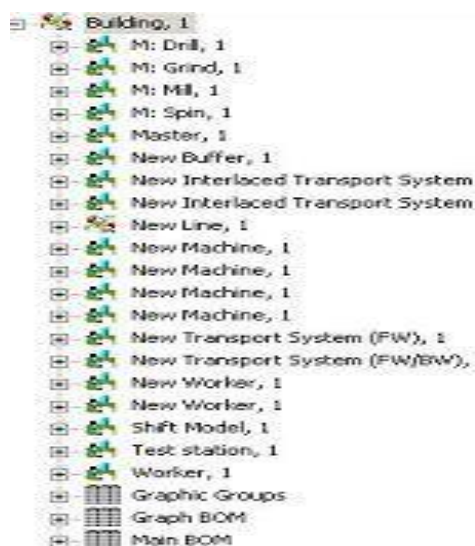 Building, 1
M: Drill, 1
M: Grind, 1
M: Mill, 1
M: Spin, 1
Master, 1
New Buffer, 1
New Interlaced Transport System
New Interlaced Transport System
New Line, 1
New Machine, 1
New Machine, 1
New Machine, 1
New Machine, 1
New Transport System (FW), 1
New Transport System (FW/BW),
New Worker, 1
New Worker, 1
Shift Model, 1
Test station, 1
Worker, 1
Graphic Groups
Graph BOM
Main BOM